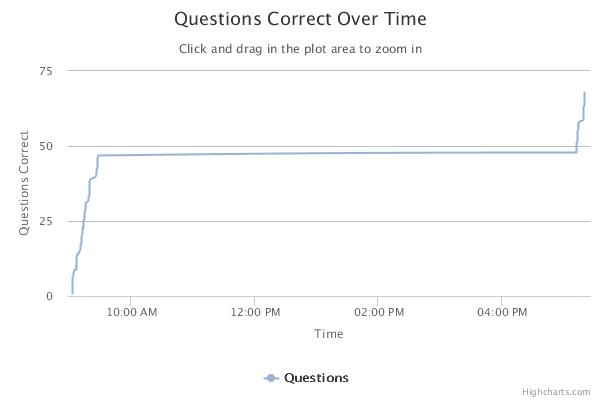 Questions Correct Over Time
Click and drag in the plot area to zoom in
75
50
25
0
Questions Correct
10:00 AM
12:00 PM
02:00 PM
04:00 PM
Time
Questions
Highcharts.com